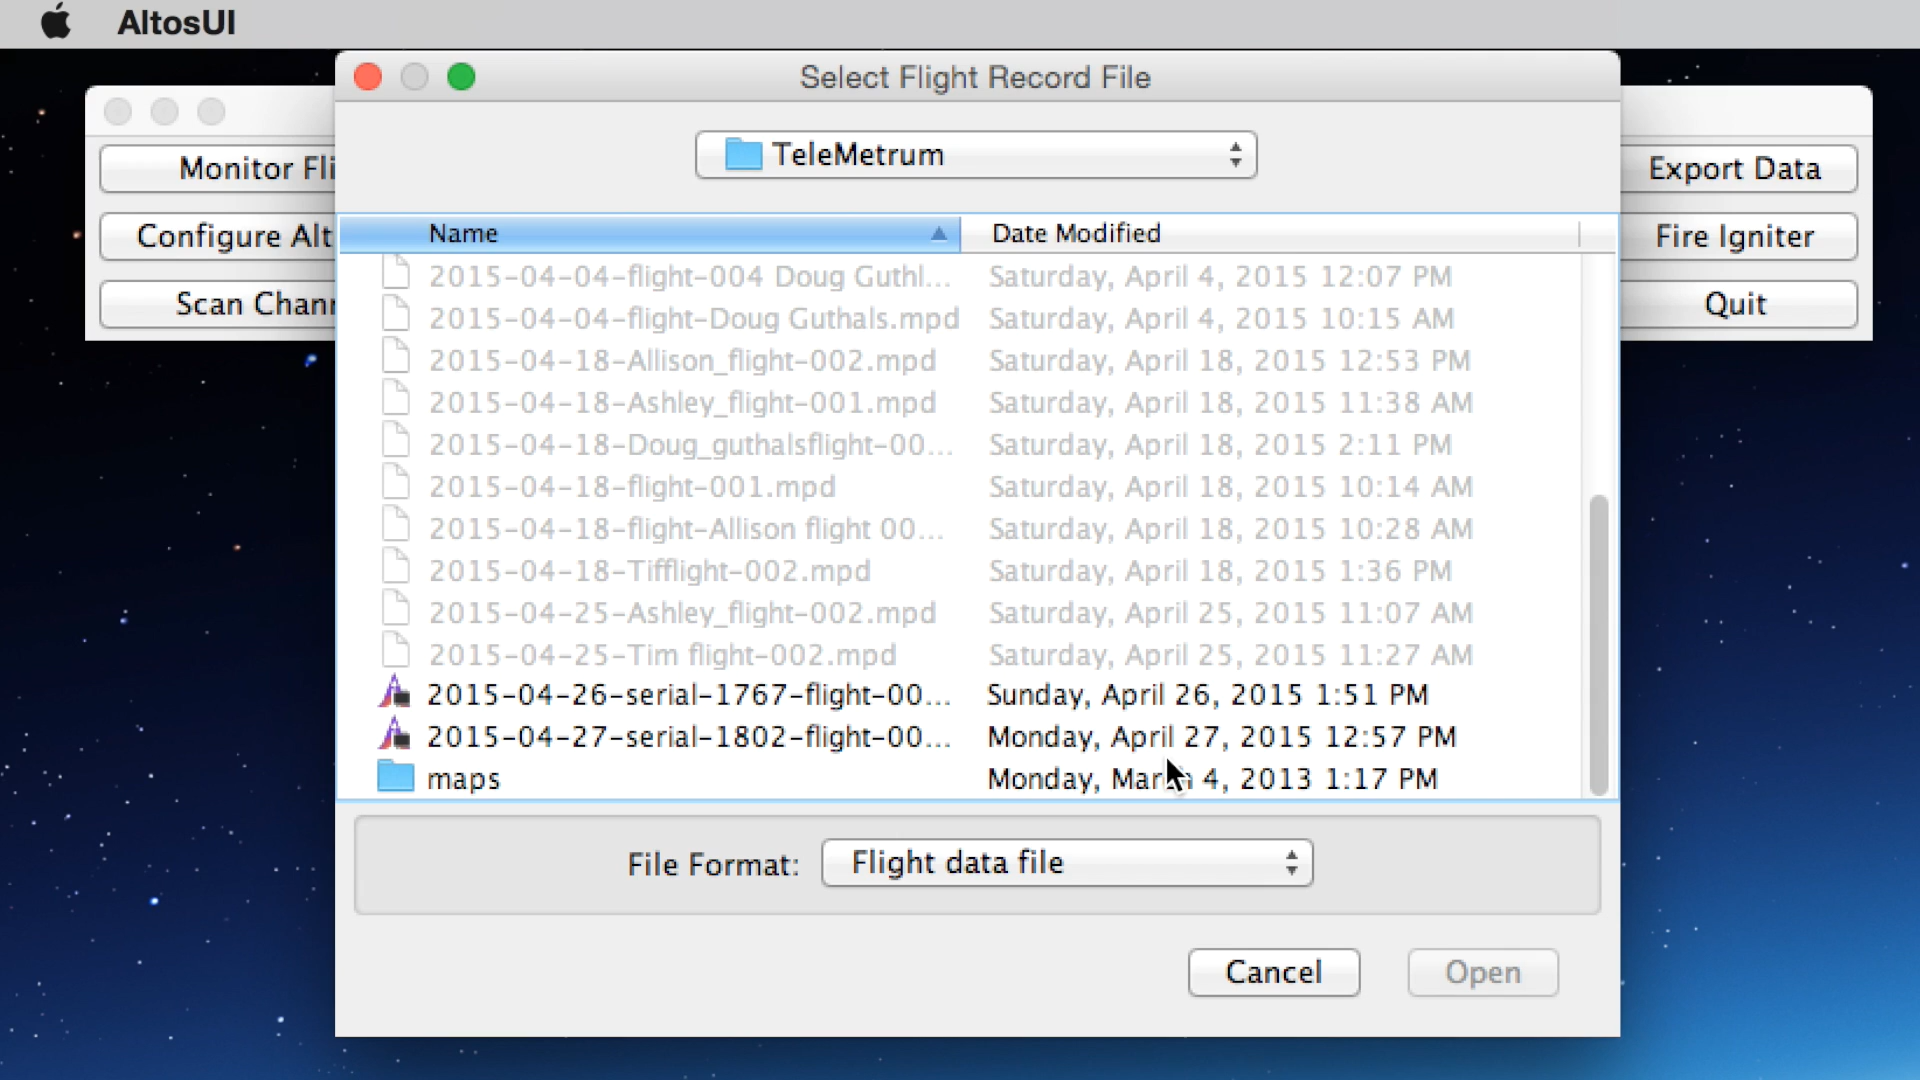 AltosUI
Select Flight Record File
TeleMetrum
Monitor Fli
Export Data
Configure Alt
Fire Igniter
Scan Chann
Quit
Name Date Modified
2015-04-04-flight-004 Doug Guthl... Saturday, April 4, 2015 12:07 PM
2015-04-04-flight-Doug Guthals.mpd Saturday, April 4, 2015 10:15 AM
2015-04-18-Allison_flight-002.mpd Saturday, April 18, 2015 12:53 PM
2015-04-18-Ashley_flight-001.mpd Saturday, April 18, 2015 11:38 AM
2015-04-18-Doug_guthalsflight-00... Saturday, April 18, 2015 2:11 PM
2015-04-18-flight-001.mpd Saturday, April 18, 2015 10:14 AM
2015-04-18-flight-Allison flight 00... Saturday, April 18, 2015 10:28 AM
2015-04-18-Tifflight-002.mpd Saturday, April 18, 2015 1:36 PM
2015-04-25-Ashley_flight-002.mpd Saturday, April 25, 2015 11:07 AM
2015-04-25-Tim flight-002.mpd Saturday, April 25, 2015 11:27 AM
2015-04-26-serial-1767-flight-00... Sunday, April 26, 2015 1:51 PM
2015-04-27-serial-1802-flight-00... Monday, April 27, 2015 12:57 PM
maps Monday, March 4, 2013 1:17 PM
File Format: Flight data file
Cancel Open